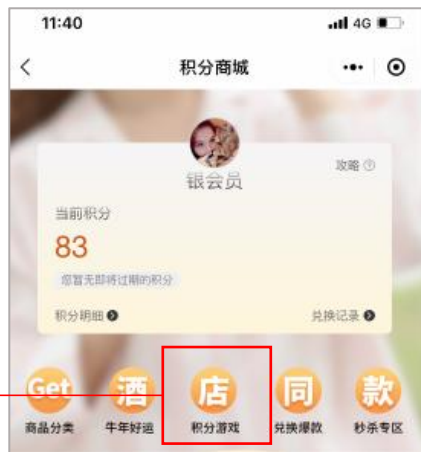 11:40 4G
积分商城
银会员
攻略
当前积分
83
您暂无即将过期的积分
积分明细 兑换记录
Get 酒 店 同 款
商品分类 牛年好运 积分游戏 兑换爆款 秒杀专区